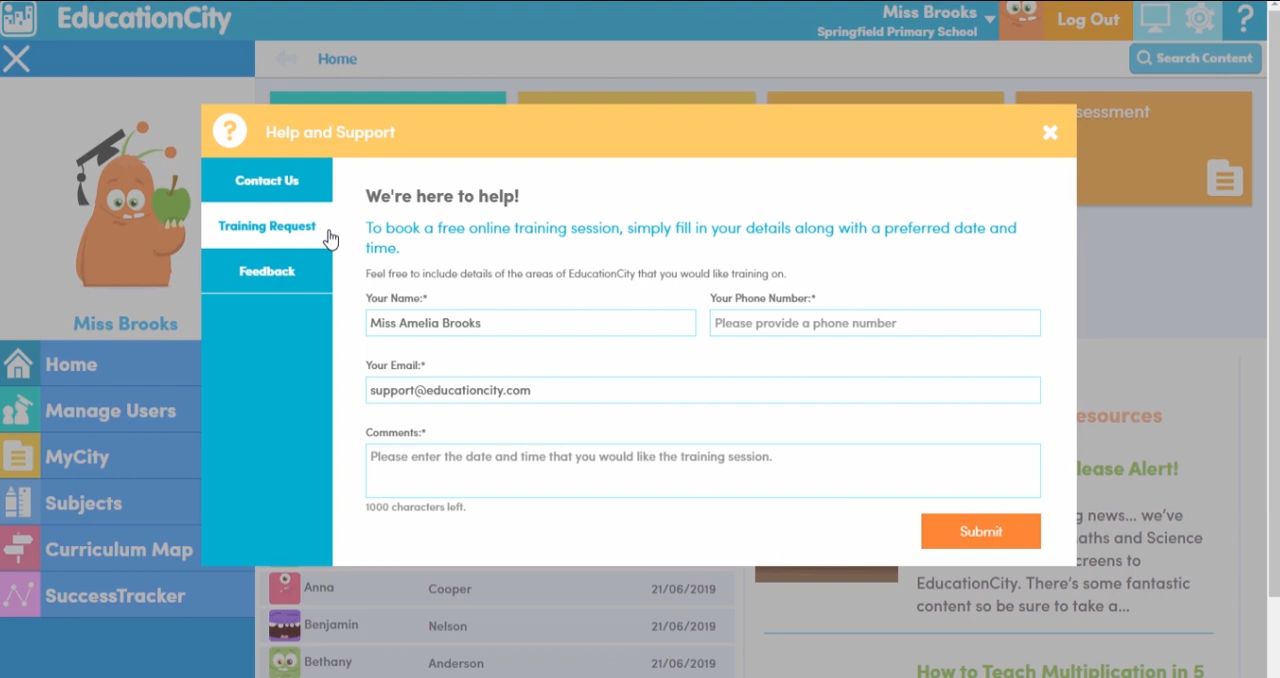 EducationCity
Miss Brooks
Springfield Primary School
Log Out
?
Home
Search Content
Help and Support
Contact Us
Training Request
Feedback
We're here to help!
To book a free online training session, simply fill in your details along with a preferred date and
time.
Feel free to include details of the areas of EducationCity that you would like training on.
Your Name:*
Your Phone Number:*
Miss Amelia Brooks
Please provide a phone number
Your Email:*
support@educationcity.com
Comments:*
Please enter the date and time that you would like the training session.
1000 characters left.
Submit
Miss Brooks
Home
Manage Users
MyCity
Subjects
Curriculum Map
SuccessTracker
Anna Cooper 21/06/2019
Benjamin Nelson 21/06/2019
Bethany Anderson 21/06/2019
sessment
esources
lease Alert!
g news... we've
aths and Science
creens to
EducationCity. There's some fantastic
content so be sure to take a...
How to Teach Multiplication in 5